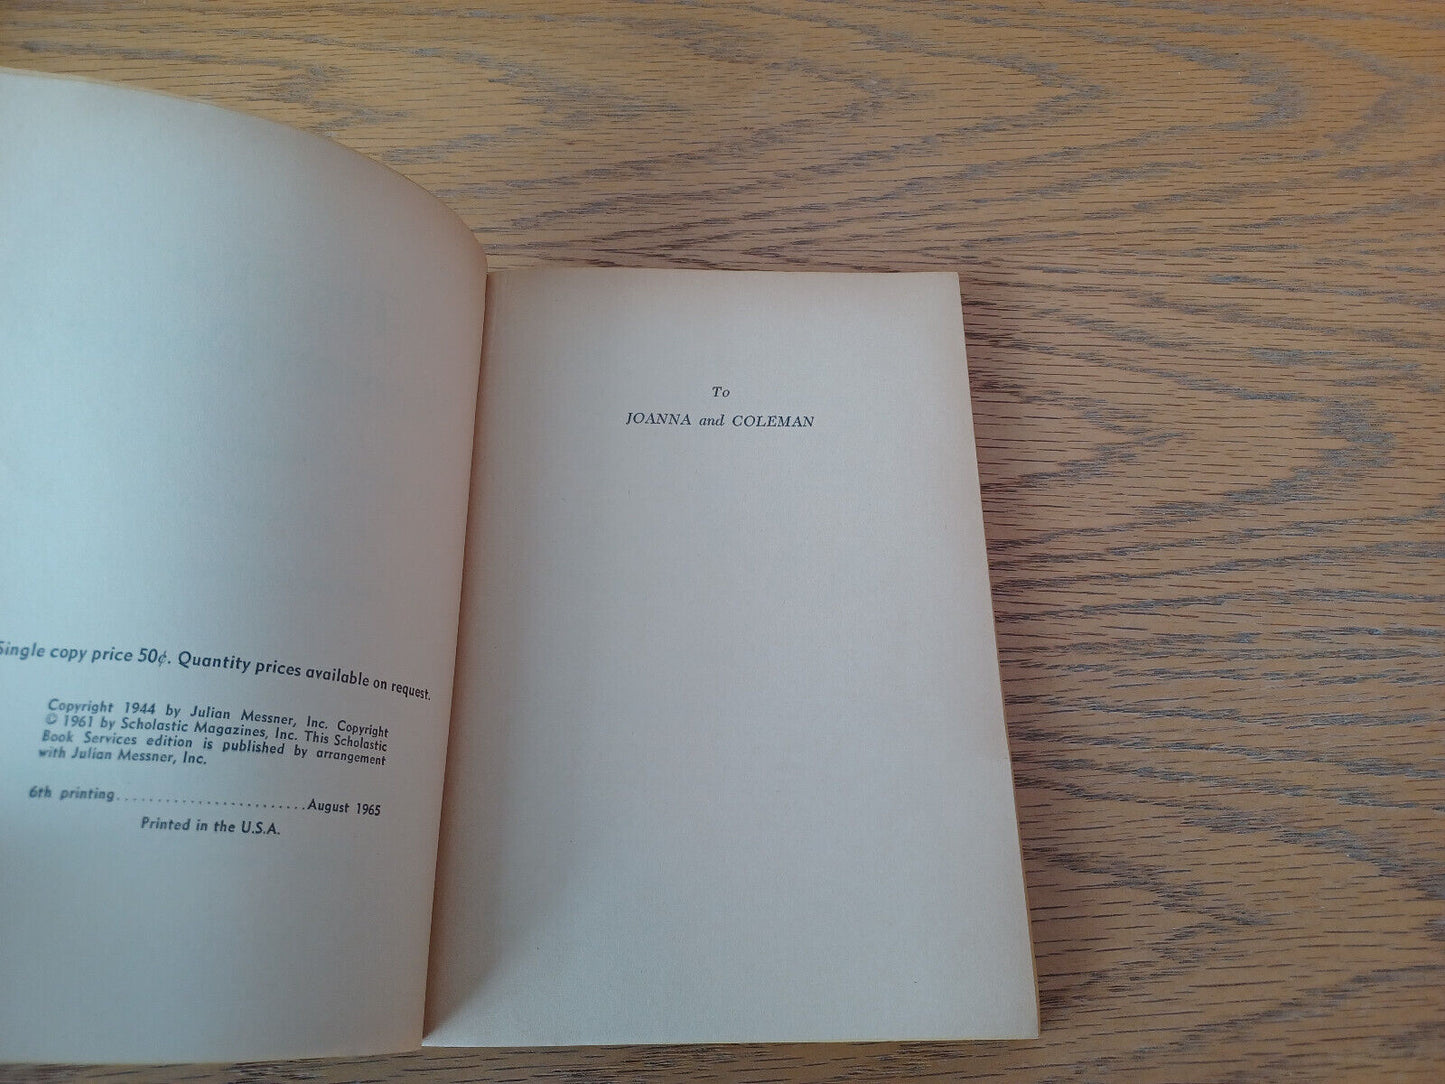 Single copy price 50¢. Quantity prices available on request.
Copyright 1944 by Julian Messner, Inc. Copyright
© 1961 by Scholastic Magazines, Inc. This Scholastic
Book Services edition is published by arrangement
with Julian Messner, Inc.
6th printing........................August 1965
Printed in the U.S.A.
To
JOANNA and COLEMAN